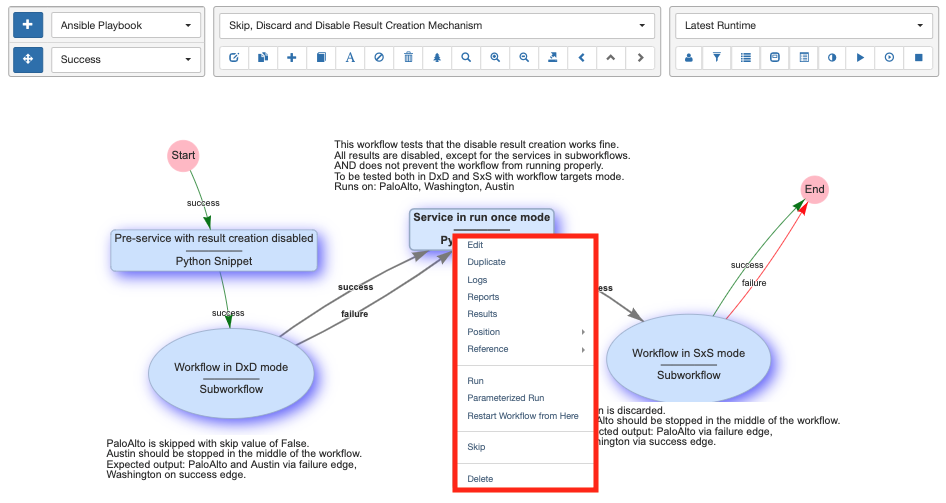 Ansible Playbook
Success
Skip, Discard and Disable Result Creation Mechanism
Latest Runtime
This workflow tests that the disable result creation works fine.
All results are disabled, except for the services in subworkflows.
AND does not prevent the workflow from running properly.
To be tested both in DxD and SxS with workflow targets mode.
Runs on: PaloAlto, Washington, Austin
Start
success
Pre-service with result creation disabled
Python Snippet
success
Workflow in DxD mode
Subworkflow
success
failure
Service in run once mode
Py
Edit
Duplicate
Logs
Reports
Results
Position
Reference
Run
Parameterized Run
Restart Workflow from Here
Skip
Delete
ess
End
success
failure
Workflow in SxS mode
Subworkflow
n is discarded.
Alto should be stopped in the middle of the workflow.
cted output: PaloAlto via failure edge,
hington via success edge.
PaloAlto is skipped with skip value of False.
Austin should be stopped in the middle of the workflow.
Expected output: PaloAlto and Austin via failure edge,
Washington on success edge.